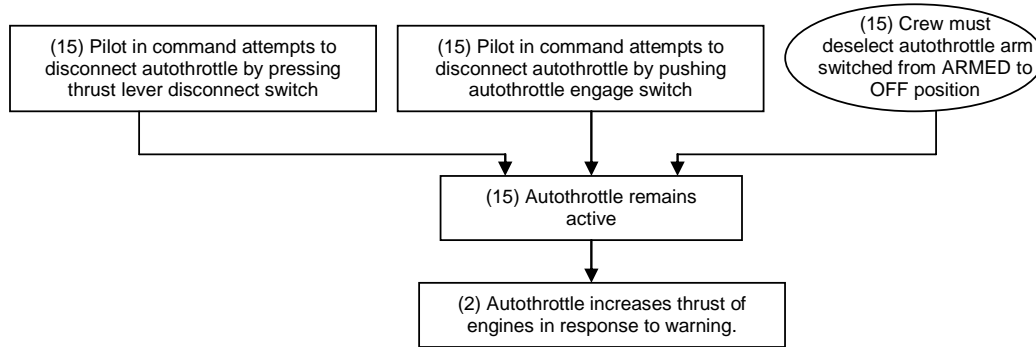 (15) Pilot in command attempts to
disconnect autothrottle by pressing
thrust lever disconnect switch
(15) Pilot in command attempts to
disconnect autothrottle by pushing
autothrottle engage switch
(15) Crew must
deselect autothrottle arm
switched from ARMED to
OFF position
(15) Autothrottle remains
active
(2) Autothrottle increases thrust of
engines in response to warning.